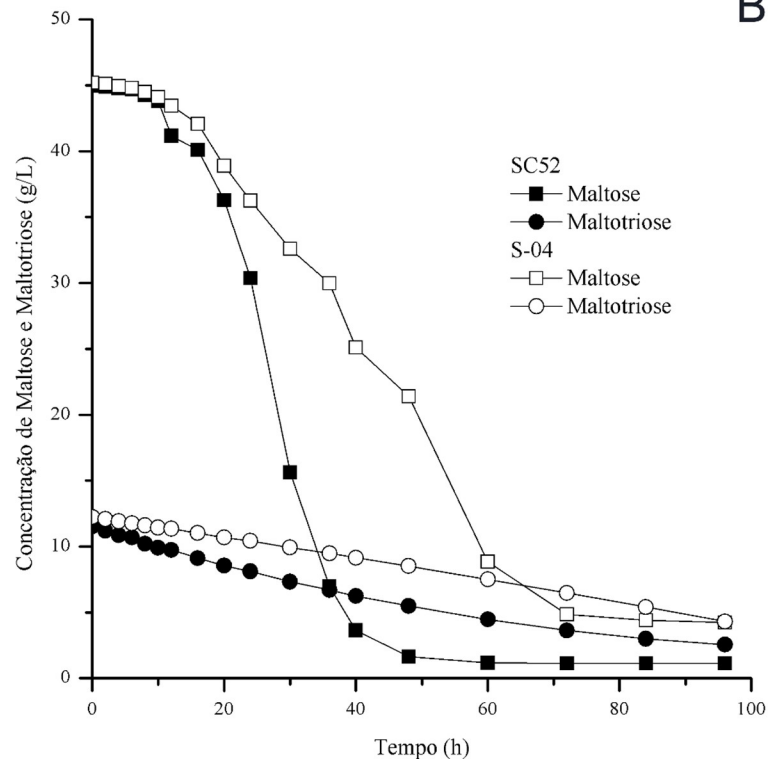 B
50
40
30
20
10
0
Concentração de Maltose e Maltotriose (g/L)
SC52
Maltose
Maltotriose
S-04
Maltose
Maltotriose
0 20 40 60 80 100
Tempo (h)